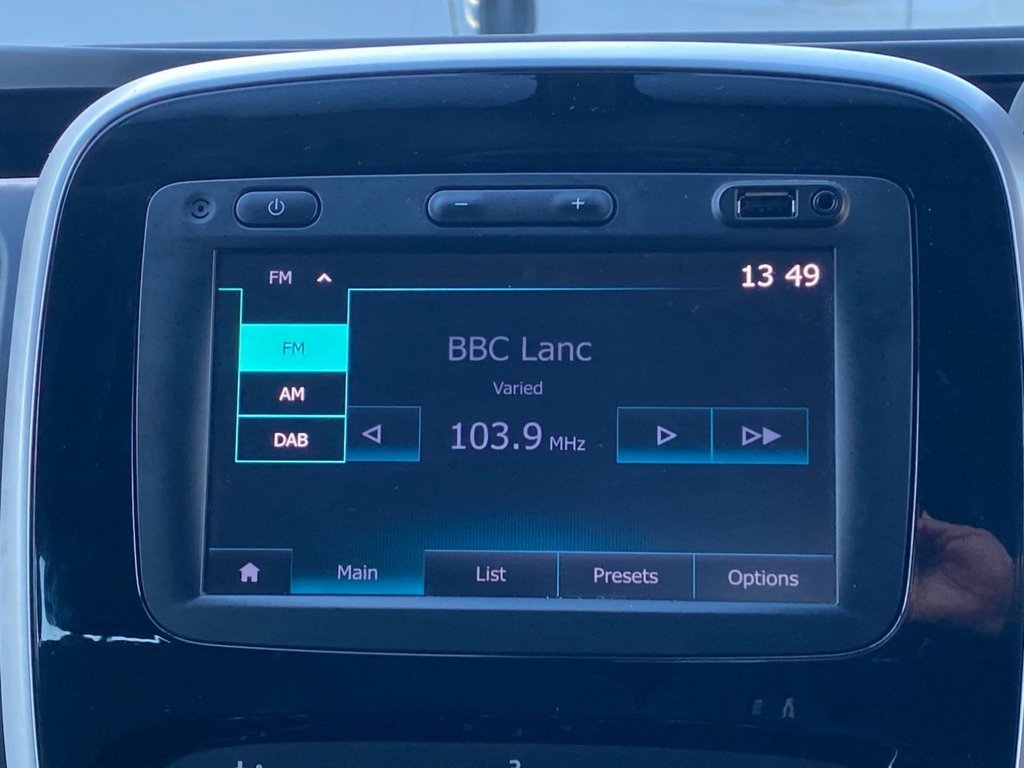 FM
13 49
FM
AM
DAB
BBC Lanc
Varied
103.9 MHz
Main
List
Presets
Options